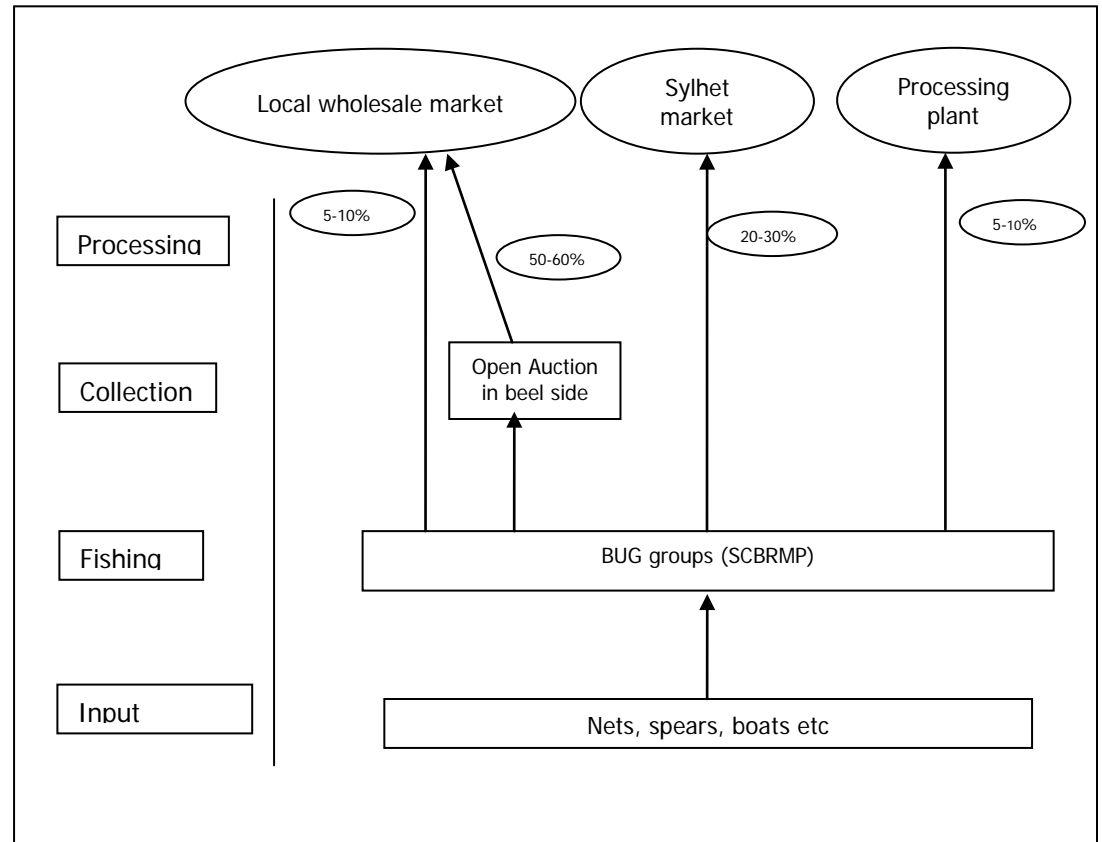 Local wholesale market
Sylhet
market
Processing
plant
5-10%
5-10%
Processing
50-60%
20-30%
Open Auction
in beel side
Collection
Fishing
BUG groups (SCBRMP)
Input
Nets, spears, boats etc